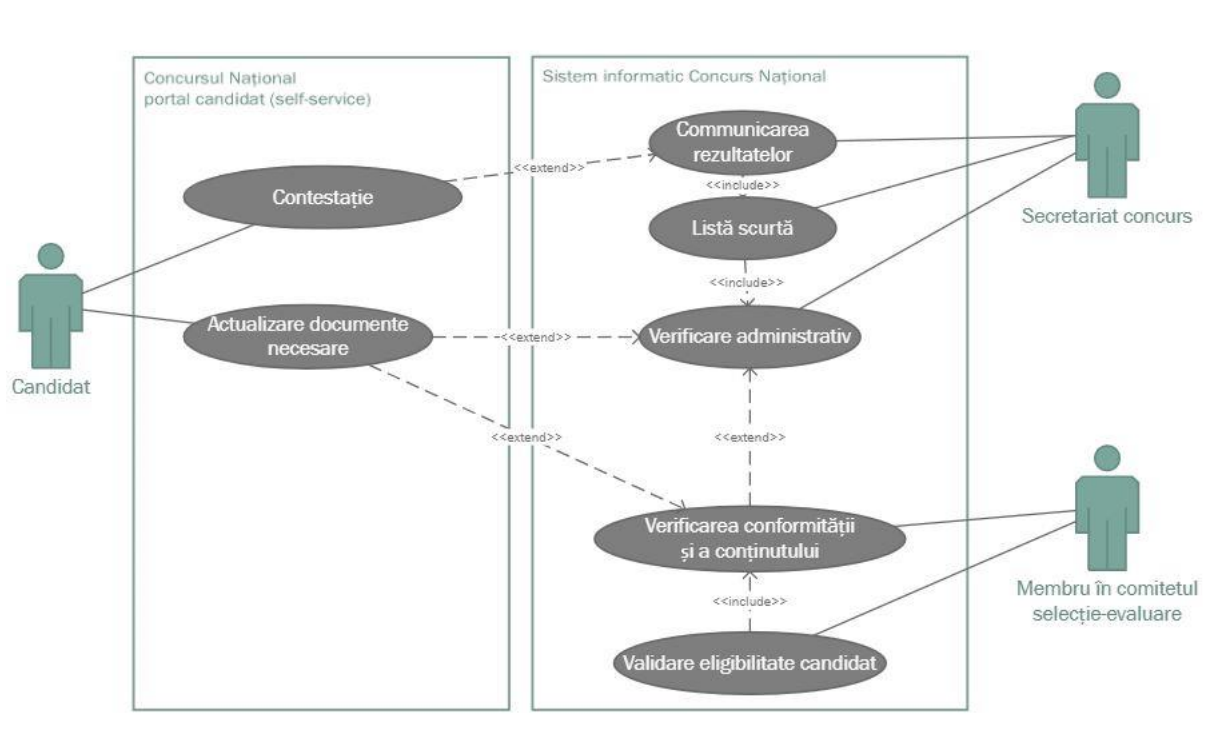 Concursul Național
portal candidat (self-service)
Sistem informatic Concurs Național
Communicarea
rezultatelor
<<extend>>
<<include>>
Contestație
Listă scurtă
Secretariat concurs
<<include>>
Actualizare documente
necesare
<<extend>>
Verificare administrativ
Candidat
<<extend>>
<<extend>>
Verificarea conformității
și a conținutului
Membru în comitetul
selecție-evaluare
<<include>>
Validare eligibilitate candidat